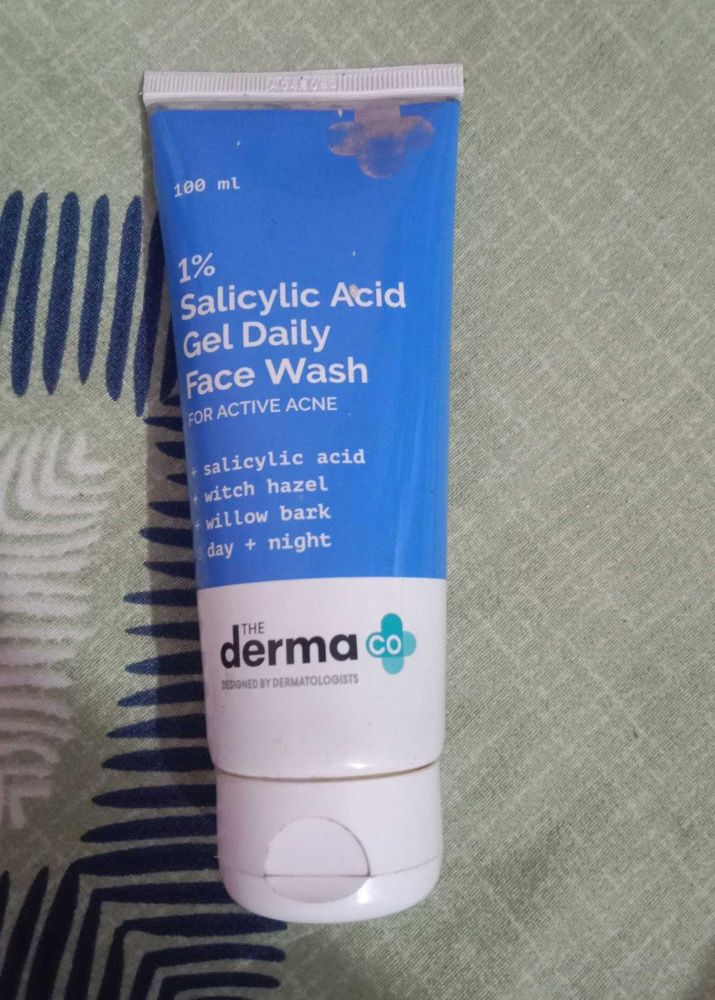 100 ml
1%
Salicylic Acid
Gel Daily
Face Wash
FOR ACTIVE ACNE
+ salicylic acid
+ witch hazel
+ willow bark
day + night
THE
derma co
DESIGNED BY DERMATOLOGISTS